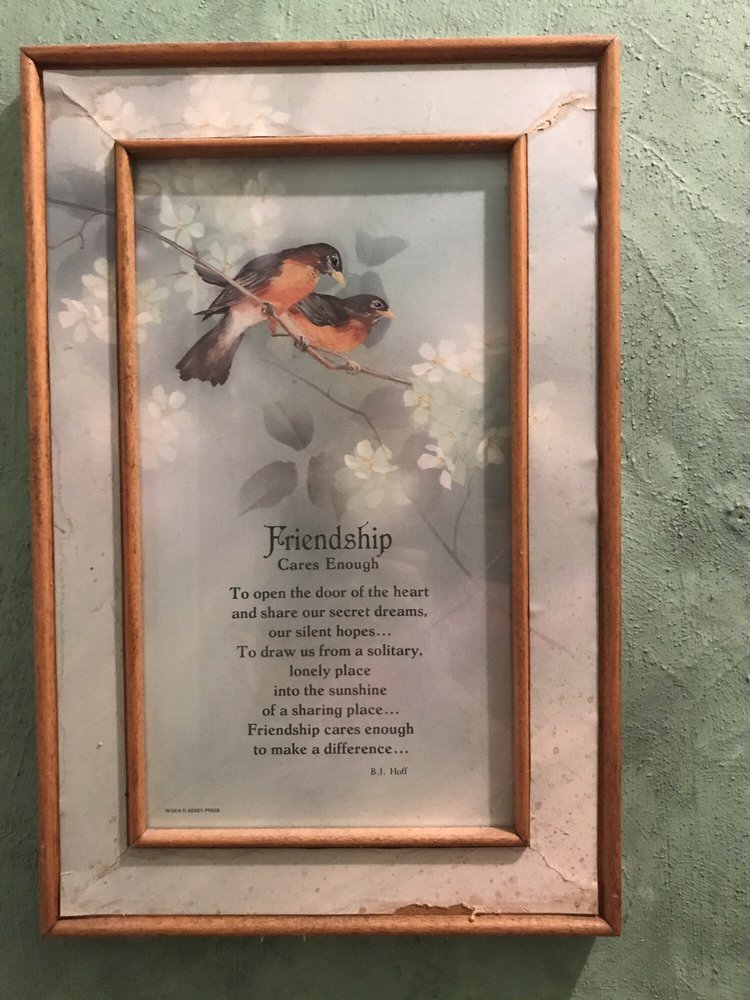 Friendship
Cares Enough
To open the door of the heart
and share our secret dreams,
our silent hopes...
To draw us from a solitary,
lonely place
into the sunshine
of a sharing place...
Friendship cares enough
to make a difference...
B.J. Hoff
© ABBEY PRESS